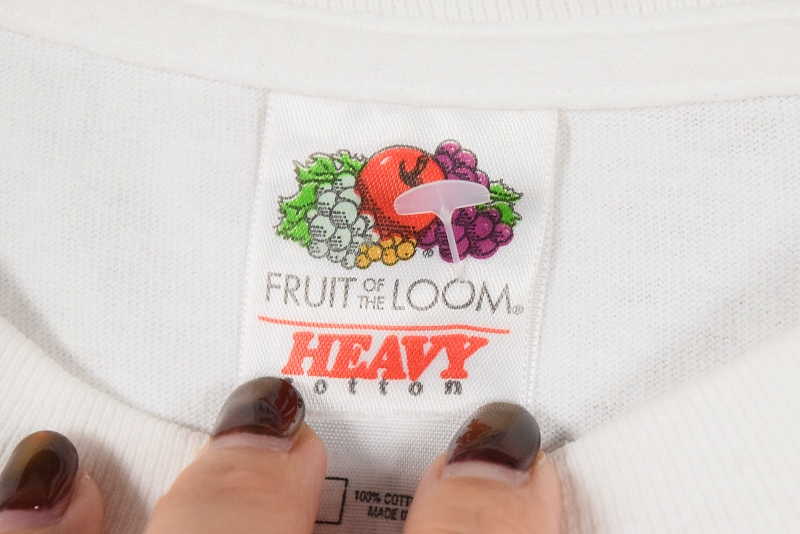 FRUIT OF THE LOOM®
HEAVY
cotton
100% COTT
MADE I